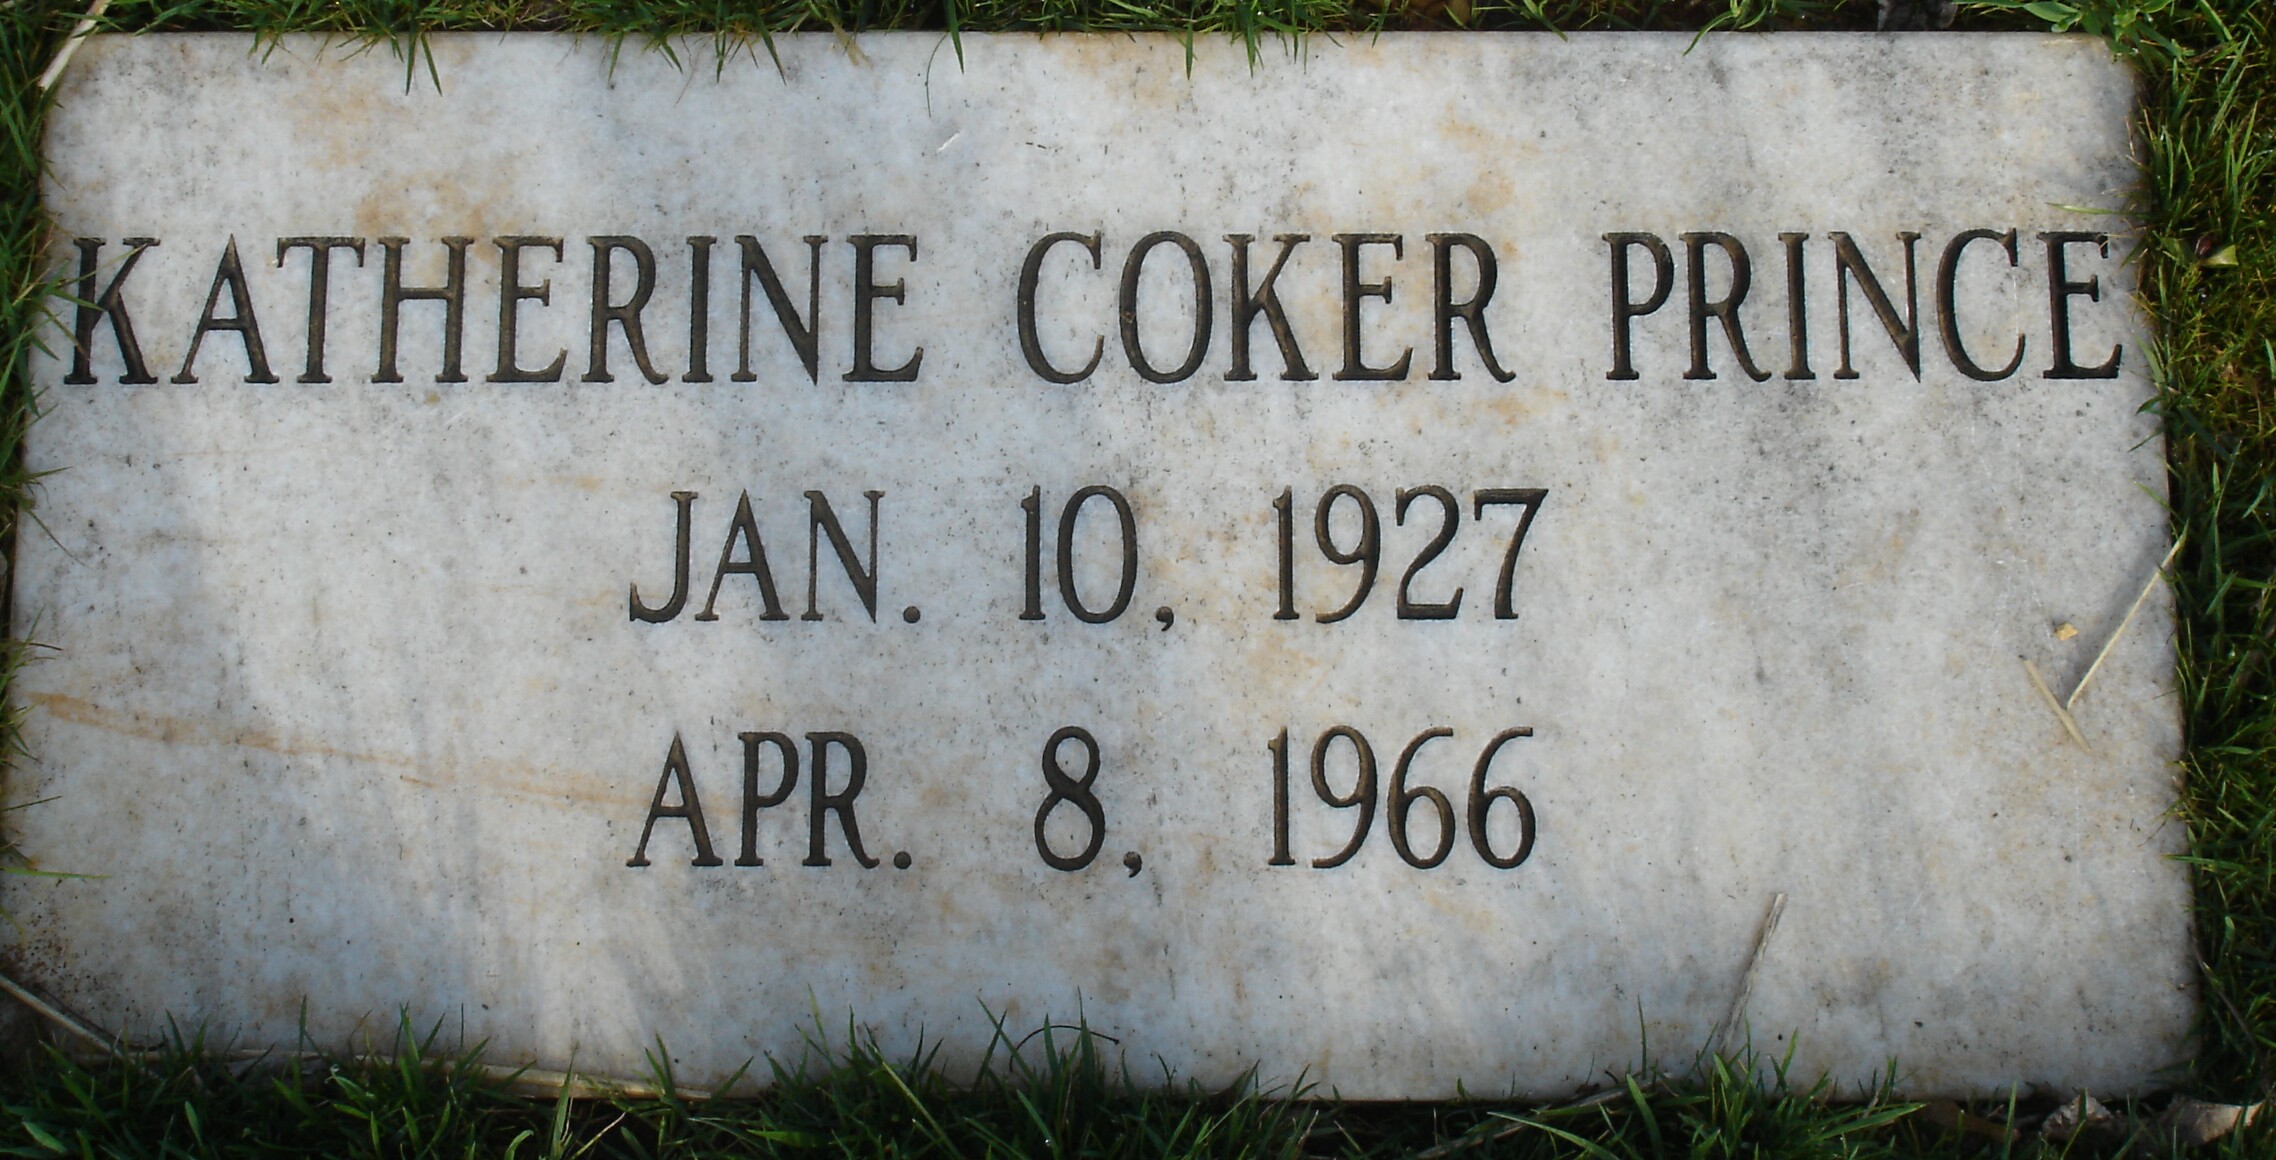 KATHERINE COKER PRINCE
JAN. 10, 1927
APR. 8, 1966